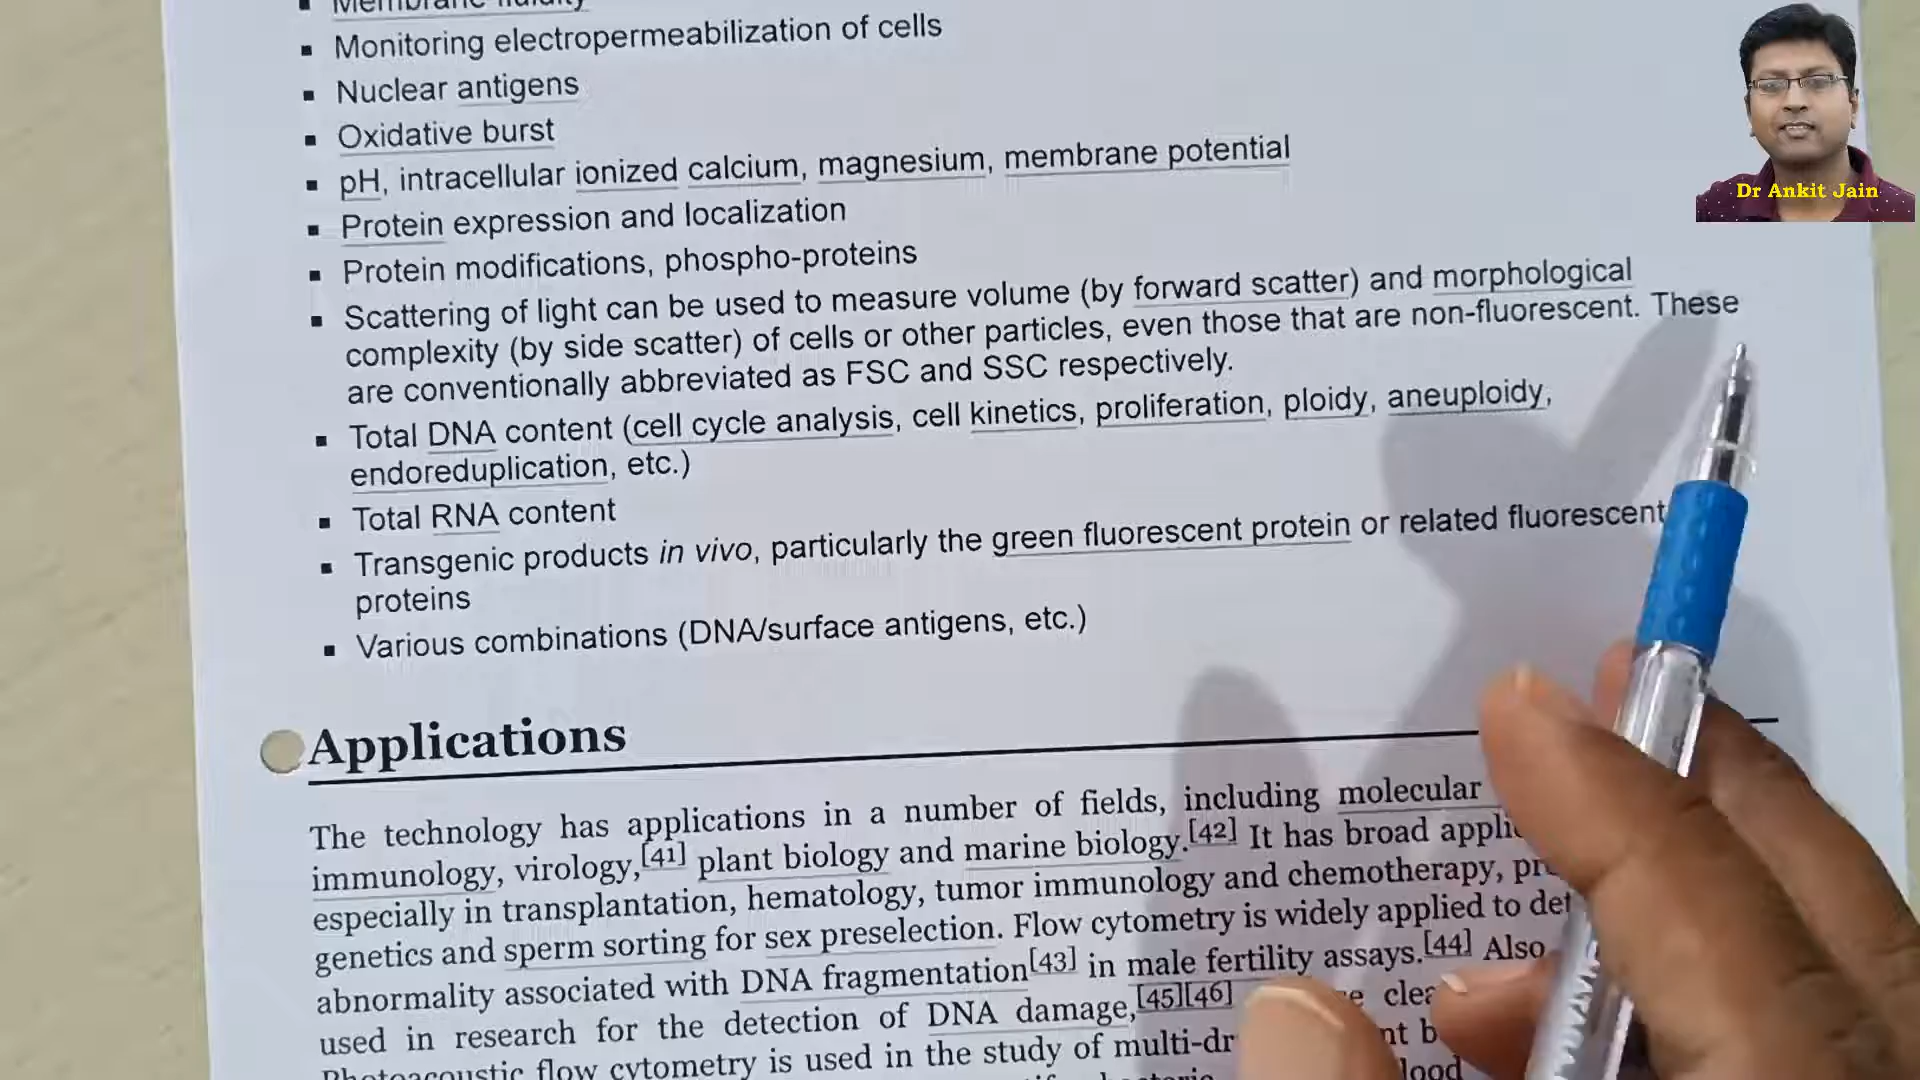 Membrane fluidity
▪ Monitoring electropermeabilization of cells
▪ Nuclear antigens
▪ Oxidative burst
▪ pH, intracellular ionized calcium, magnesium, membrane potential
▪ Protein expression and localization
▪ Protein modifications, phospho-proteins
▪ Scattering of light can be used to measure volume (by forward scatter) and morphological
complexity (by side scatter) of cells or other particles, even those that are non-fluorescent. These
are conventionally abbreviated as FSC and SSC respectively.
▪ Total DNA content (cell cycle analysis, cell kinetics, proliferation, ploidy, aneuploidy,
endoreduplication, etc.)
▪ Total RNA content
▪ Transgenic products in vivo, particularly the green fluorescent protein or related fluorescent
proteins
▪ Various combinations (DNA/surface antigens, etc.)
Applications
The technology has applications in a number of fields, including molecular
immunology, virology,[41] plant biology and marine biology.[42] It has broad
especially in transplantation, hematology, tumor immunology and chemotherapy,
genetics and sperm sorting for sex preselection. Flow cytometry is widely applied to
abnormality associated with DNA fragmentation[43] in male fertility assays.[44] Also
used in research for the detection of DNA damage,[45][46]
Photoacoustic flow cytometry is used in the study of
Dr Ankit Jain